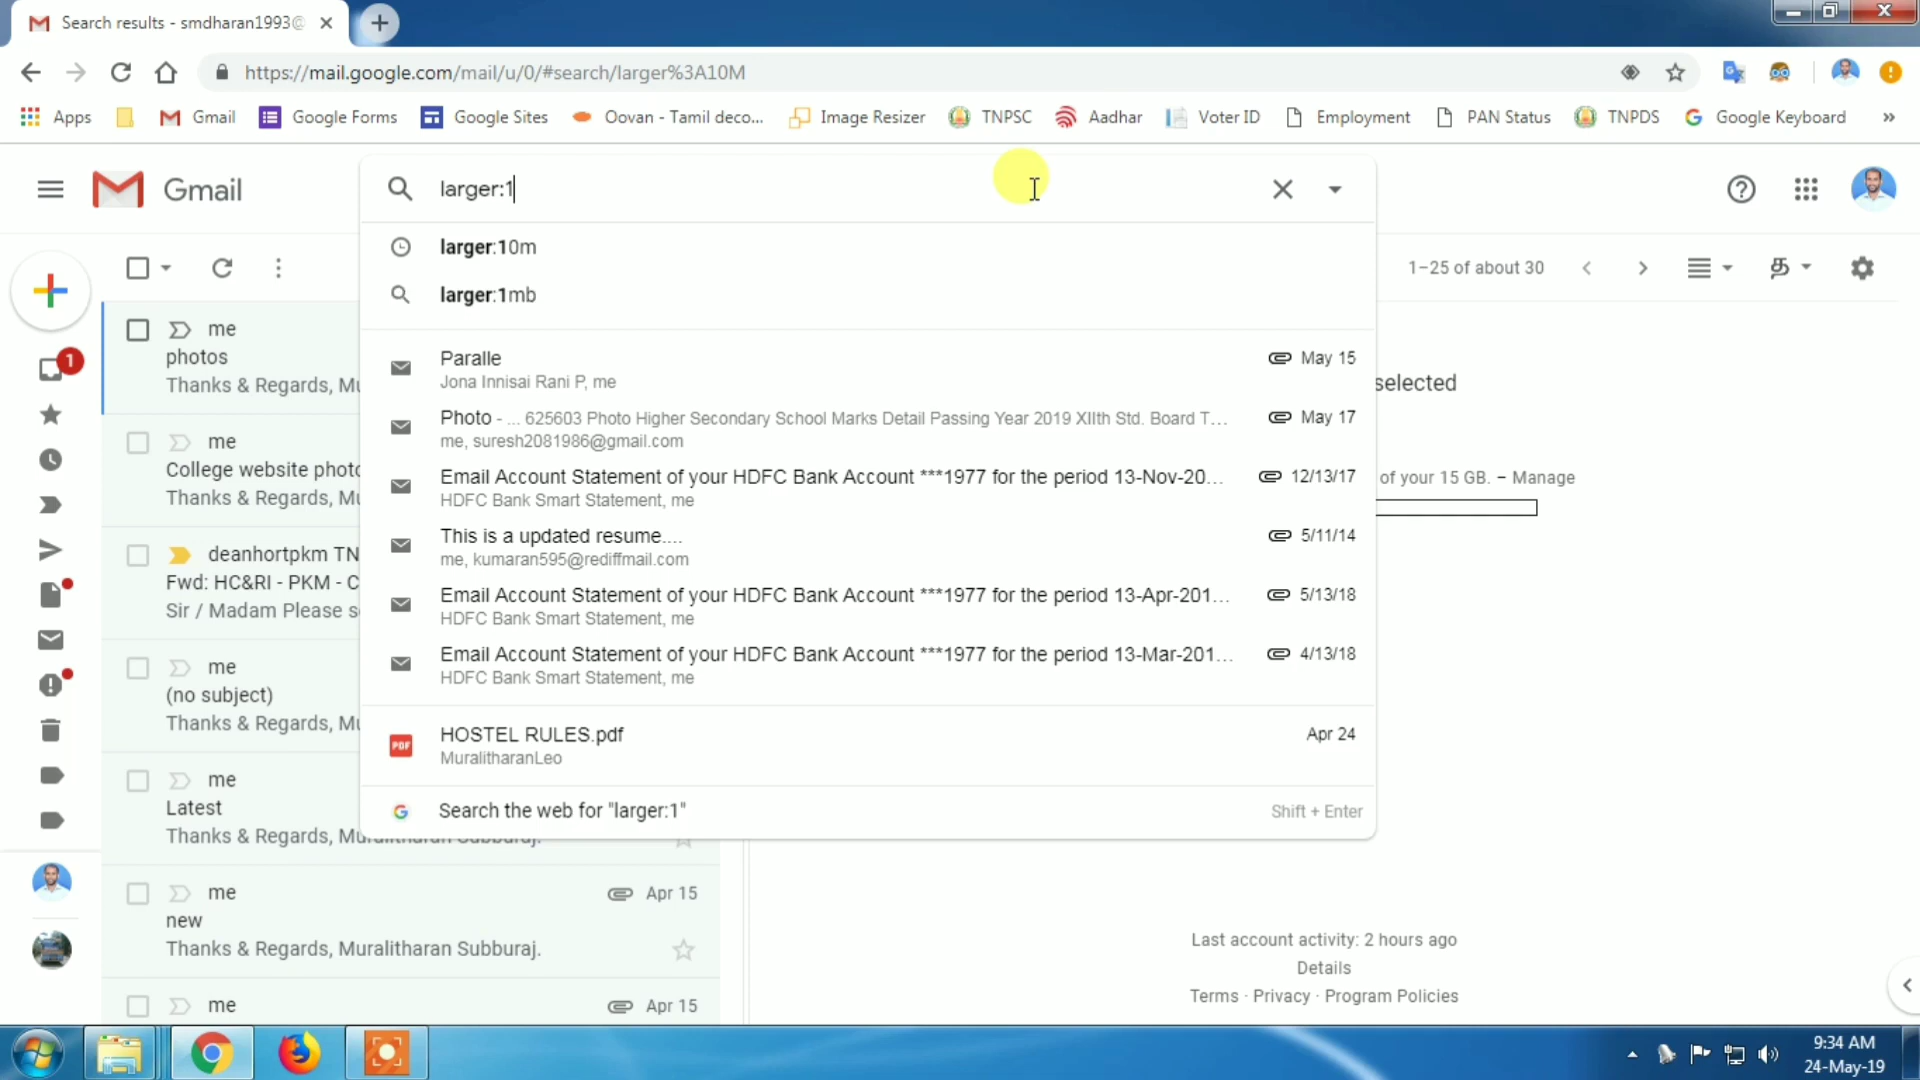 Search results - smdharan1993@
https://mail.google.com/mail/u/0/#search/larger%3A10M
Apps
Gmail
Google Forms
Google Sites
Oovan - Tamil deco...
Image Resizer
TNPSC
Aadhar
Voter ID
Employment
PAN Status
TNPDS
Google Keyboard
»
Gmail
larger:1
larger:10m
larger:1mb
Paralle
May 15
Jona Innisai Rani P, me
Photo - ... 625603 Photo Higher Secondary School Marks Detail Passing Year 2019 XIIth Std. Board T...
May 17
me, suresh2081986@gmail.com
Email Account Statement of your HDFC Bank Account ***1977 for the period 13-Nov-20...
12/13/17
HDFC Bank Smart Statement, me
This is a updated resume....
5/11/14
me, kumaran595@rediffmail.com
Email Account Statement of your HDFC Bank Account ***1977 for the period 13-Apr-201...
5/13/18
HDFC Bank Smart Statement, me
Email Account Statement of your HDFC Bank Account ***1977 for the period 13-Mar-201...
4/13/18
HDFC Bank Smart Statement, me
PDF
HOSTEL RULES.pdf
Apr 24
MuralitharanLeo
Search the web for "larger:1"
Shift + Enter
1–25 of about 30
த
1
me
photos
Thanks & Regards, Mu
me
College website photo
Thanks & Regards, Mu
deanhortpkm TN
Fwd: HC&RI - PKM - C
Sir / Madam Please se
me
(no subject)
Thanks & Regards, Mu
me
Latest
Thanks & Regards, Muralitharan Subburaj.
me
Apr 15
new
Thanks & Regards, Muralitharan Subburaj.
me
Apr 15
selected
of your 15 GB. – Manage
Last account activity: 2 hours ago
Details
Terms · Privacy · Program Policies
9:34 AM
24-May-19